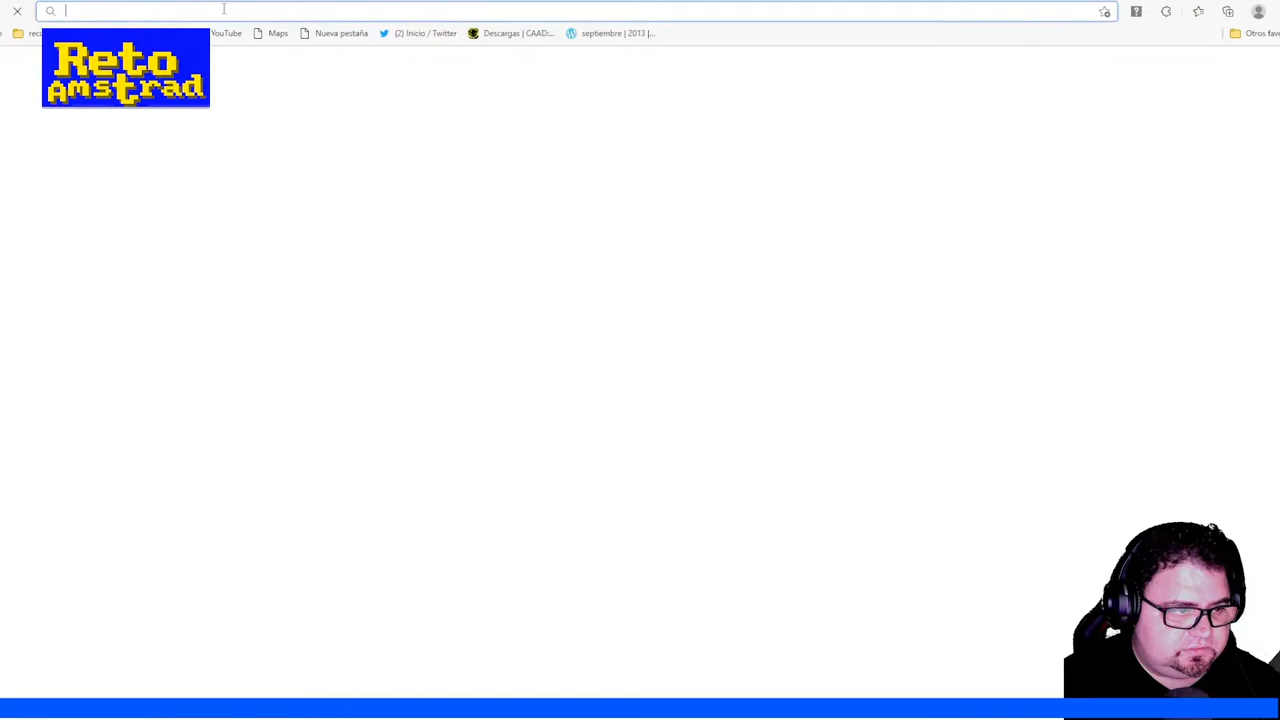 YouTube Maps Nueva pestaña (2) Inicio / Twitter Descargas | CAAD:... septiembre | 2013 |... Otros fav
Reto
Amstrad